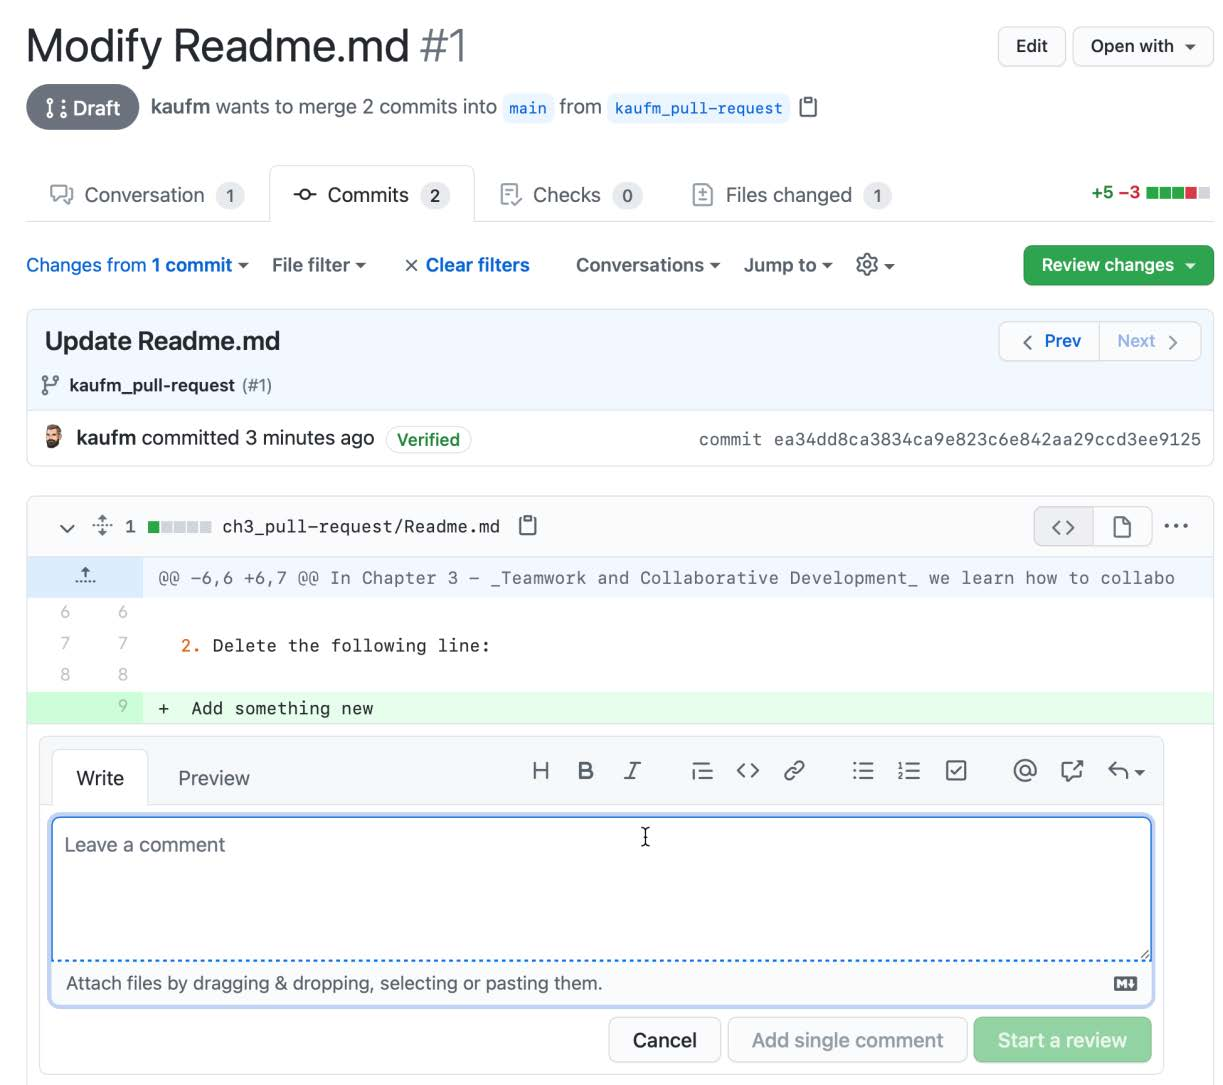 Modify Readme.md #1
Edit
Open with
Draft
kaufm wants to merge 2 commits into main from kaufm_pull-request
Conversation 1
Commits 2
Checks 0
Files changed 1
+5 −3
Changes from 1 commit
File filter
× Clear filters
Conversations
Jump to
Review changes
Update Readme.md
Prev
Next
kaufm_pull-request (#1)
kaufm committed 3 minutes ago
Verified
commit ea34dd8ca3834ca9e823c6e842aa29ccd3ee9125
1
ch3_pull-request/Readme.md
@@ -6,6 +6,7 @@ In Chapter 3 – _Teamwork and Collaborative Development_ we learn how to collabo
6 6
7 7 2. Delete the following line:
8 8
9 + Add something new
Write
Preview
H B I
Leave a comment
Attach files by dragging & dropping, selecting or pasting them.
M↓
Cancel
Add single comment
Start a review